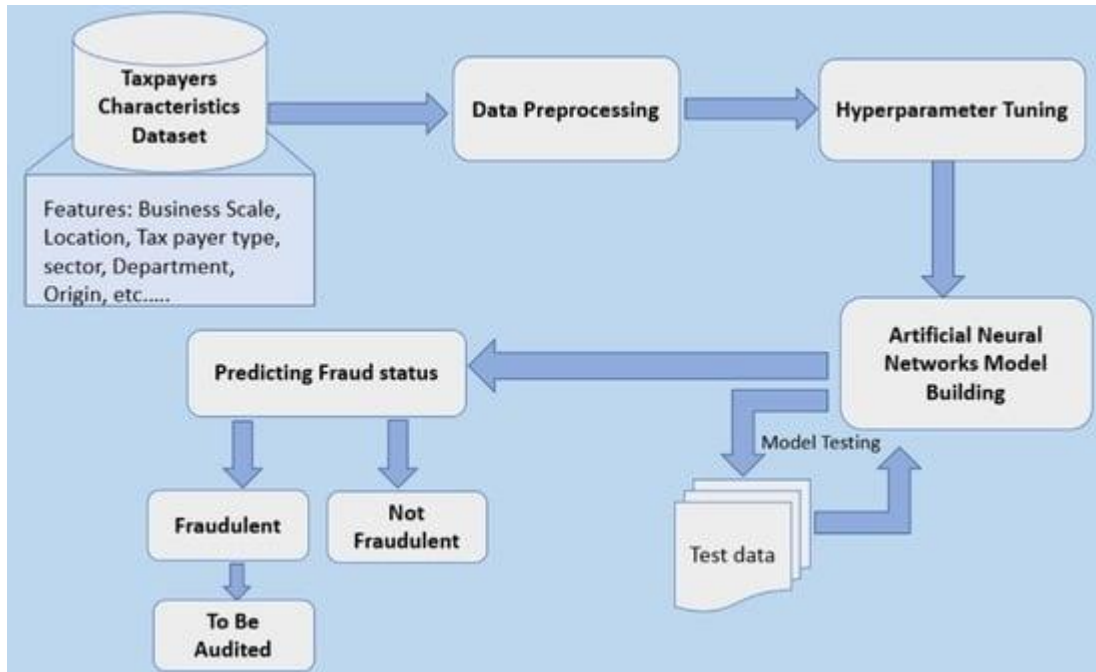 Taxpayers
Characteristics
Dataset
Data Preprocessing
Hyperparameter Tuning
Features: Business Scale,
Location, Tax payer type,
sector, Department,
Origin, etc.....
Artificial Neural
Networks Model
Building
Predicting Fraud status
Model Testing
Fraudulent
Not
Fraudulent
Test data
To Be
Audited